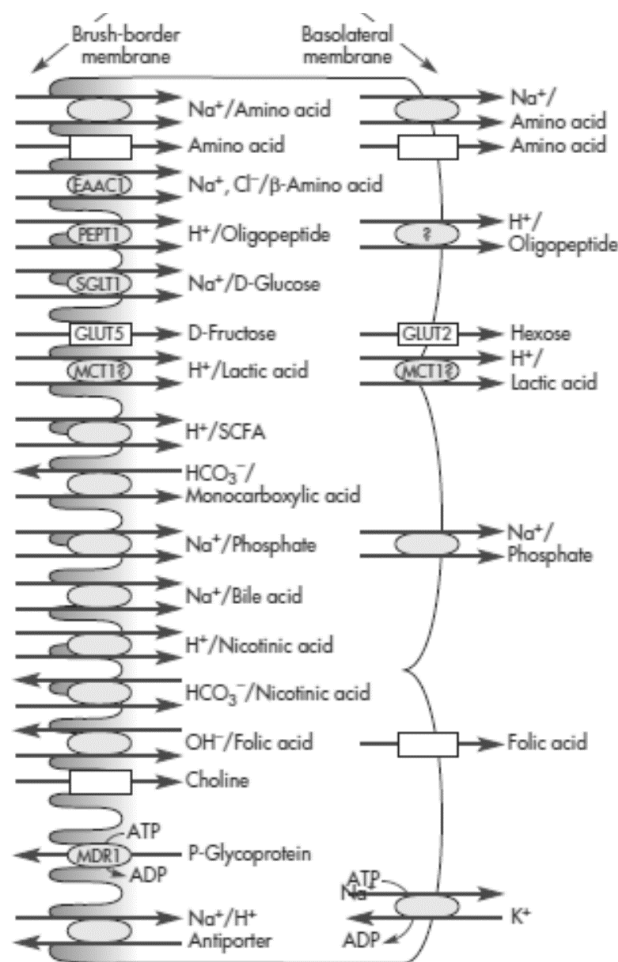 Brush-border
membrane
Basolateral
membrane
Na⁺/Amino acid
Na⁺/
Amino acid
Amino acid
Amino acid
EAAC1
Na⁺, Cl⁻/β-Amino acid
PEPT1
H⁺/Oligopeptide
?
H⁺/
Oligopeptide
SGLT1
Na⁺/D-Glucose
GLUT5
D-Fructose
GLUT2
Hexose
MCT1?
H⁺/Lactic acid
MCT1?
H⁺/
Lactic acid
H⁺/SCFA
HCO₃⁻/
Monocarboxylic acid
Na⁺/Phosphate
Na⁺/
Phosphate
Na⁺/Bile acid
H⁺/Nicotinic acid
HCO₃⁻/Nicotinic acid
OH⁻/Folic acid
Folic acid
Choline
ATP
MDR1
P-Glycoprotein
ADP
ATP
Na⁺
K⁺
ADP
Na⁺/H⁺
Antiporter